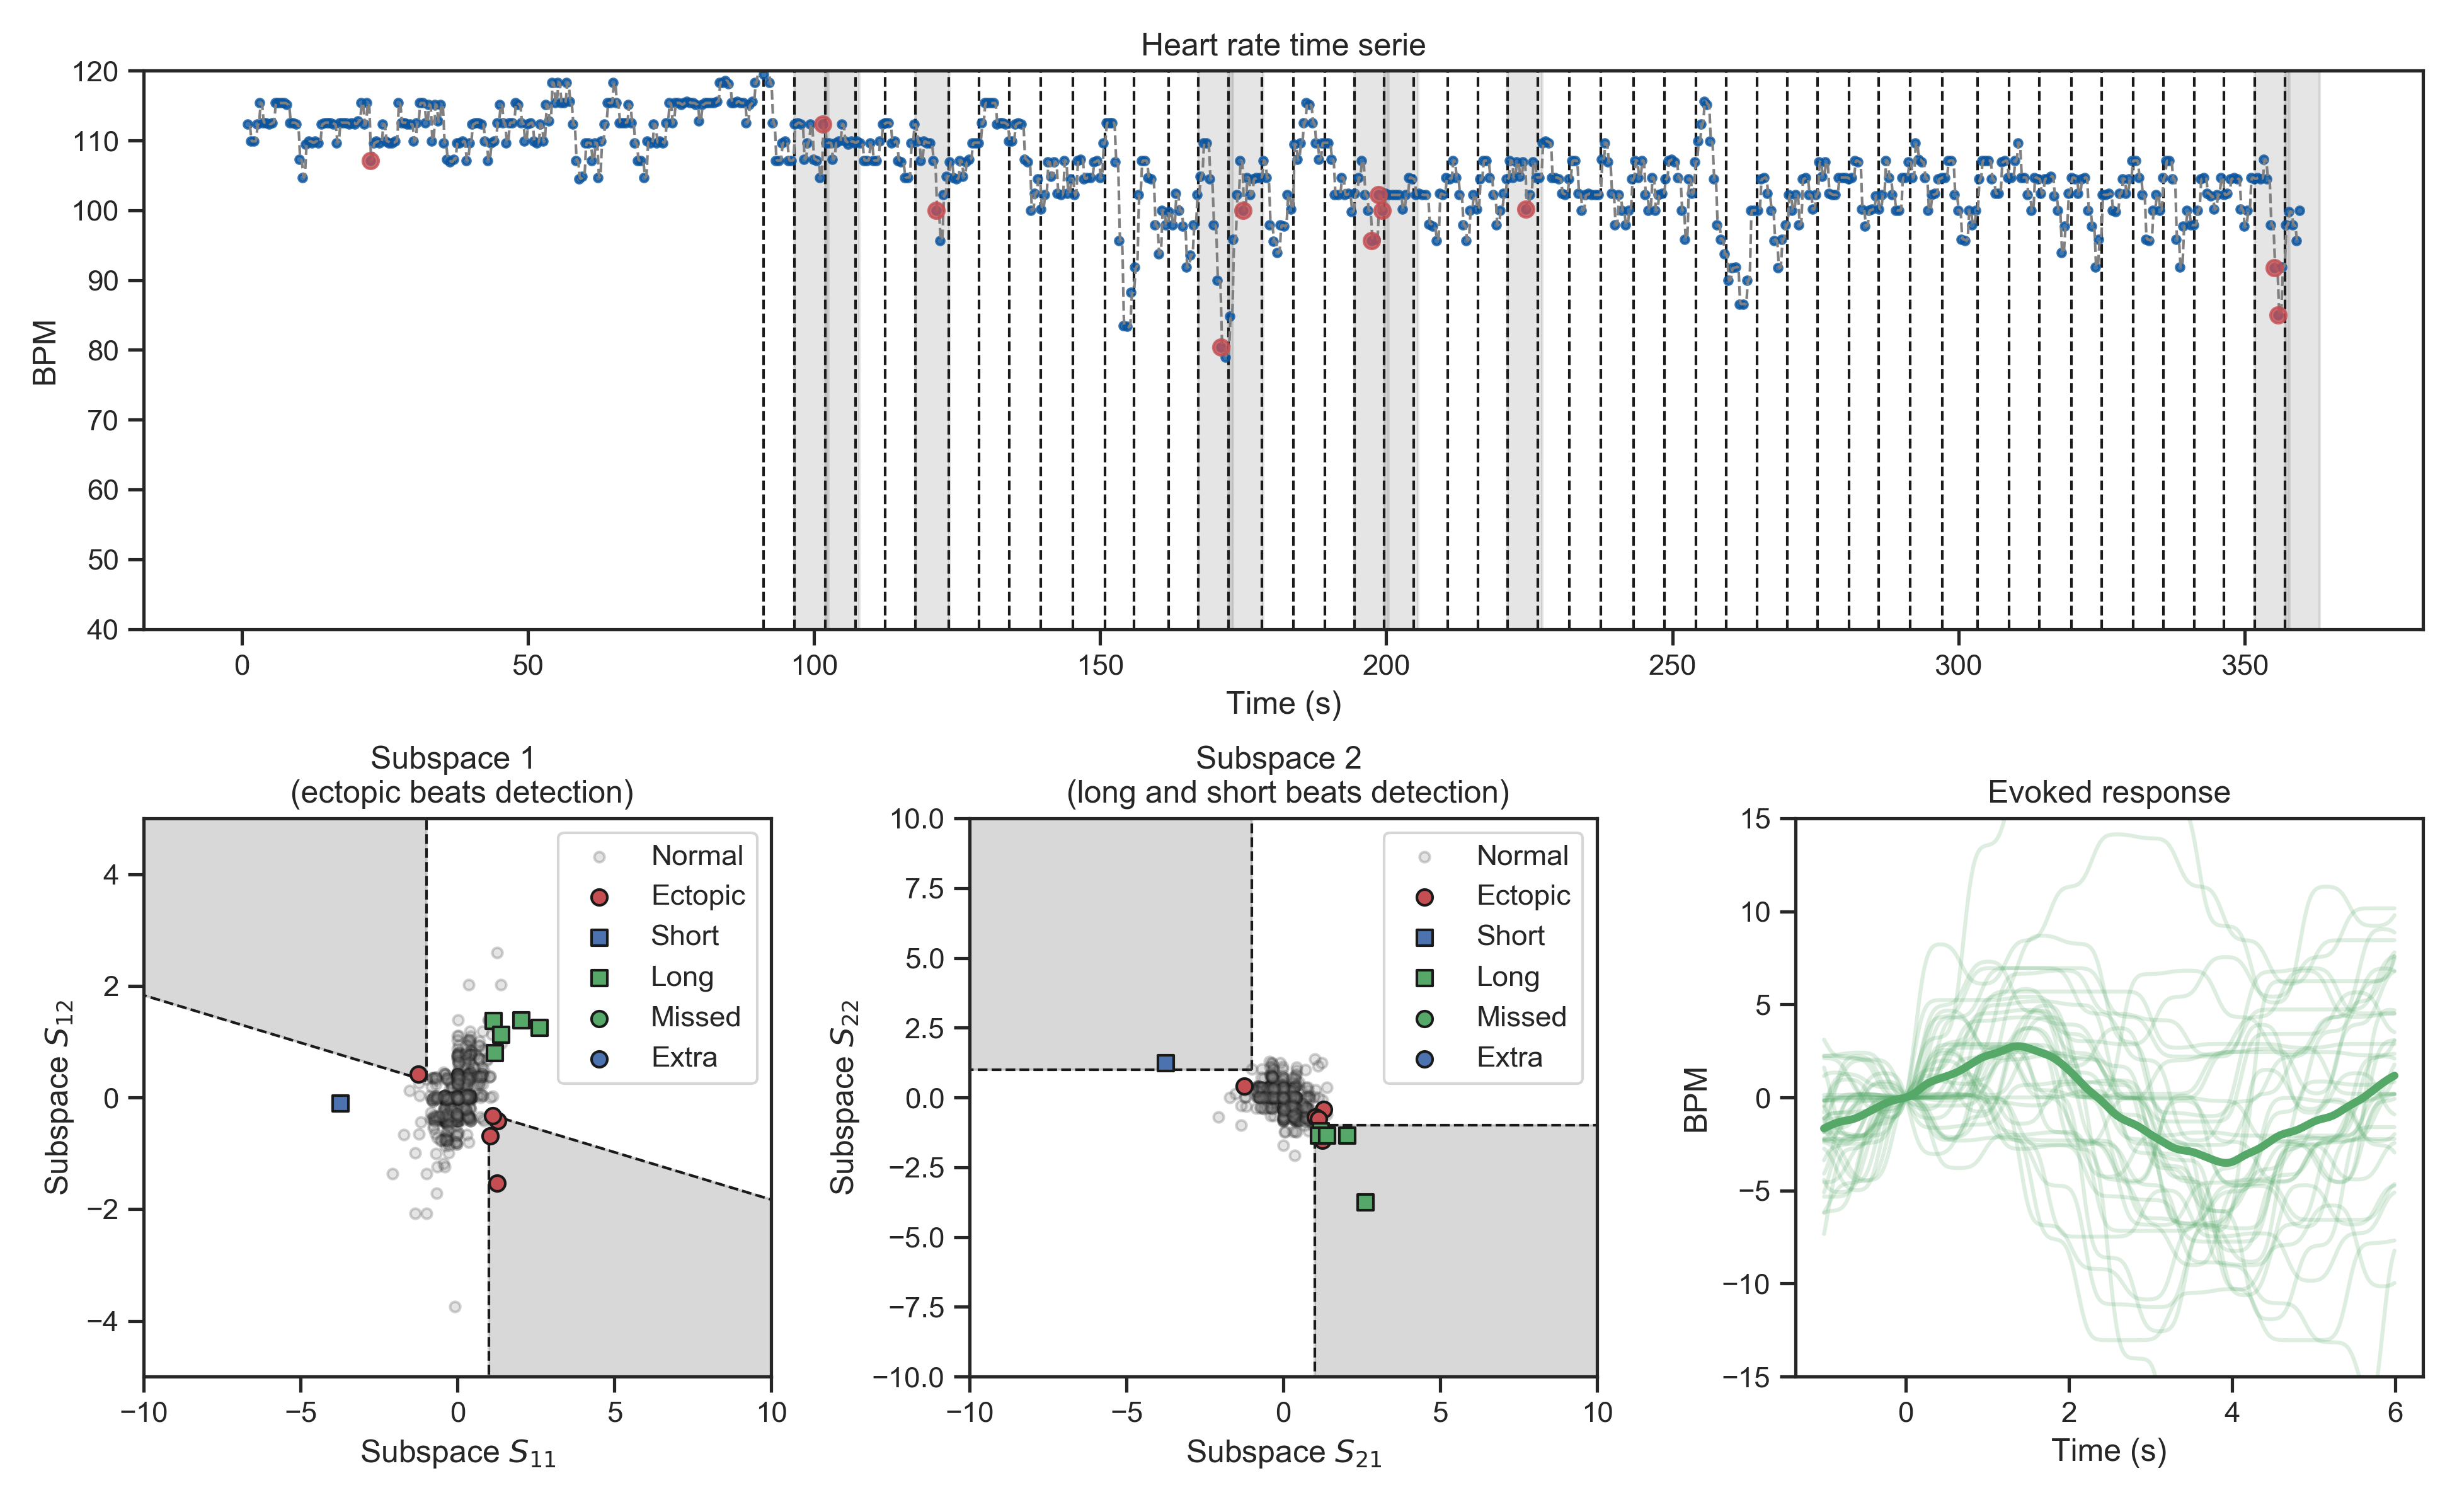 Heart rate time serie
120
110
100
90
80
70
60
50
40
BPM
0 50 100 150 200 250 300 350
Time (s)
Subspace 1
(ectopic beats detection)
4
2
0
−2
−4
Subspace S12
Normal
Ectopic
Short
Long
Missed
Extra
−10 −5 0 5 10
Subspace S11
Subspace 2
(long and short beats detection)
10.0
7.5
5.0
2.5
0.0
−2.5
−5.0
−7.5
−10.0
Subspace S22
Normal
Ectopic
Short
Long
Missed
Extra
−10 −5 0 5 10
Subspace S21
Evoked response
15
10
5
0
−5
−10
−15
BPM
0 2 4 6
Time (s)